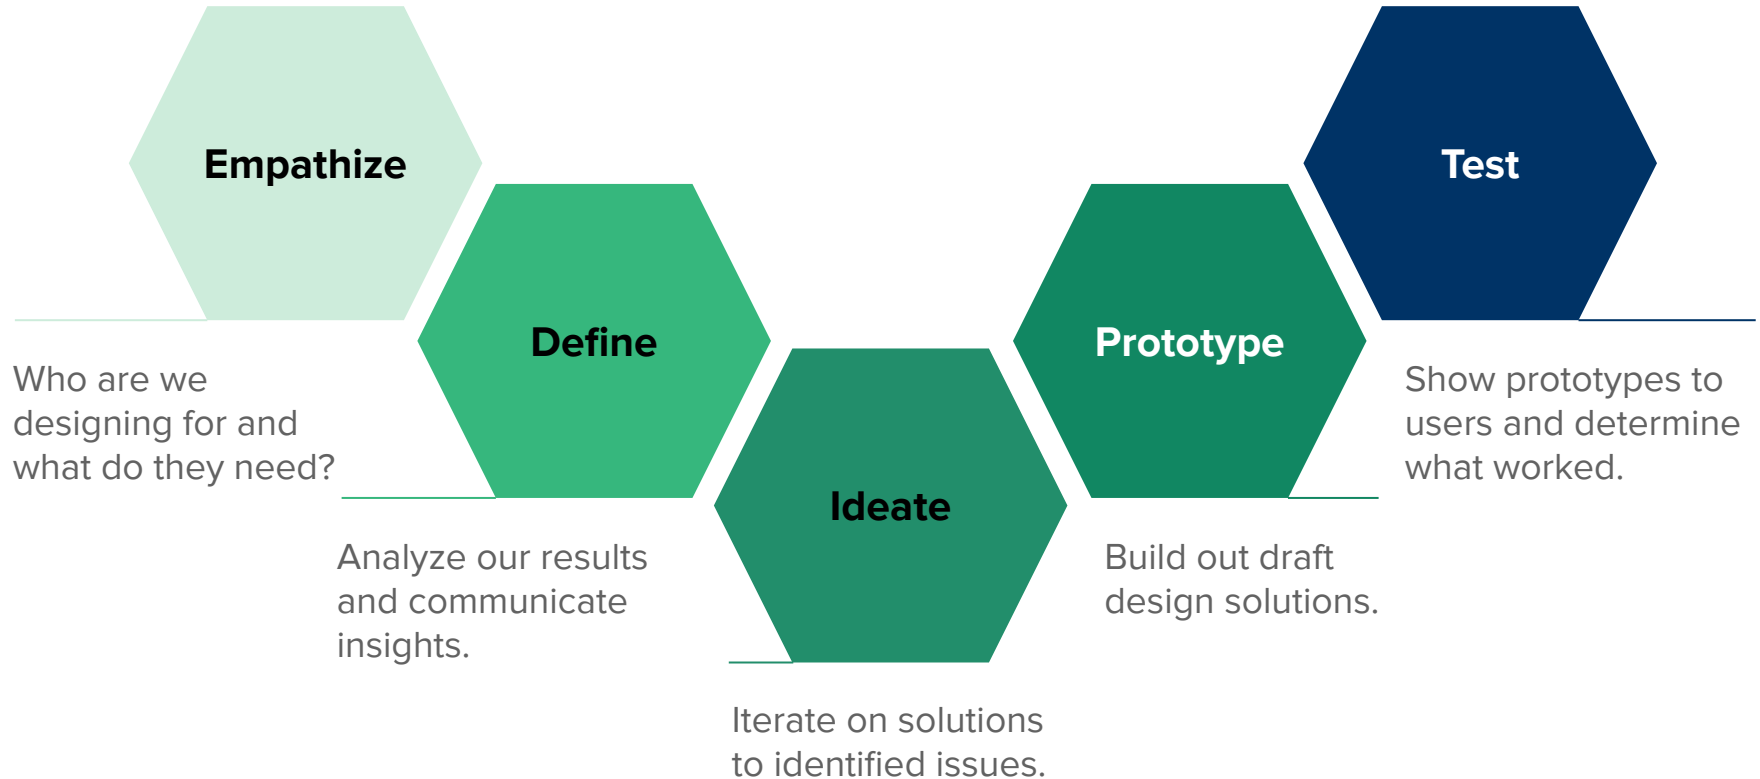 Empathize
Who are we
designing for and
what do they need?
Define
Analyze our results
and communicate
insights.
Ideate
Iterate on solutions
to identified issues.
Prototype
Build out draft
design solutions.
Test
Show prototypes to
users and determine
what worked.